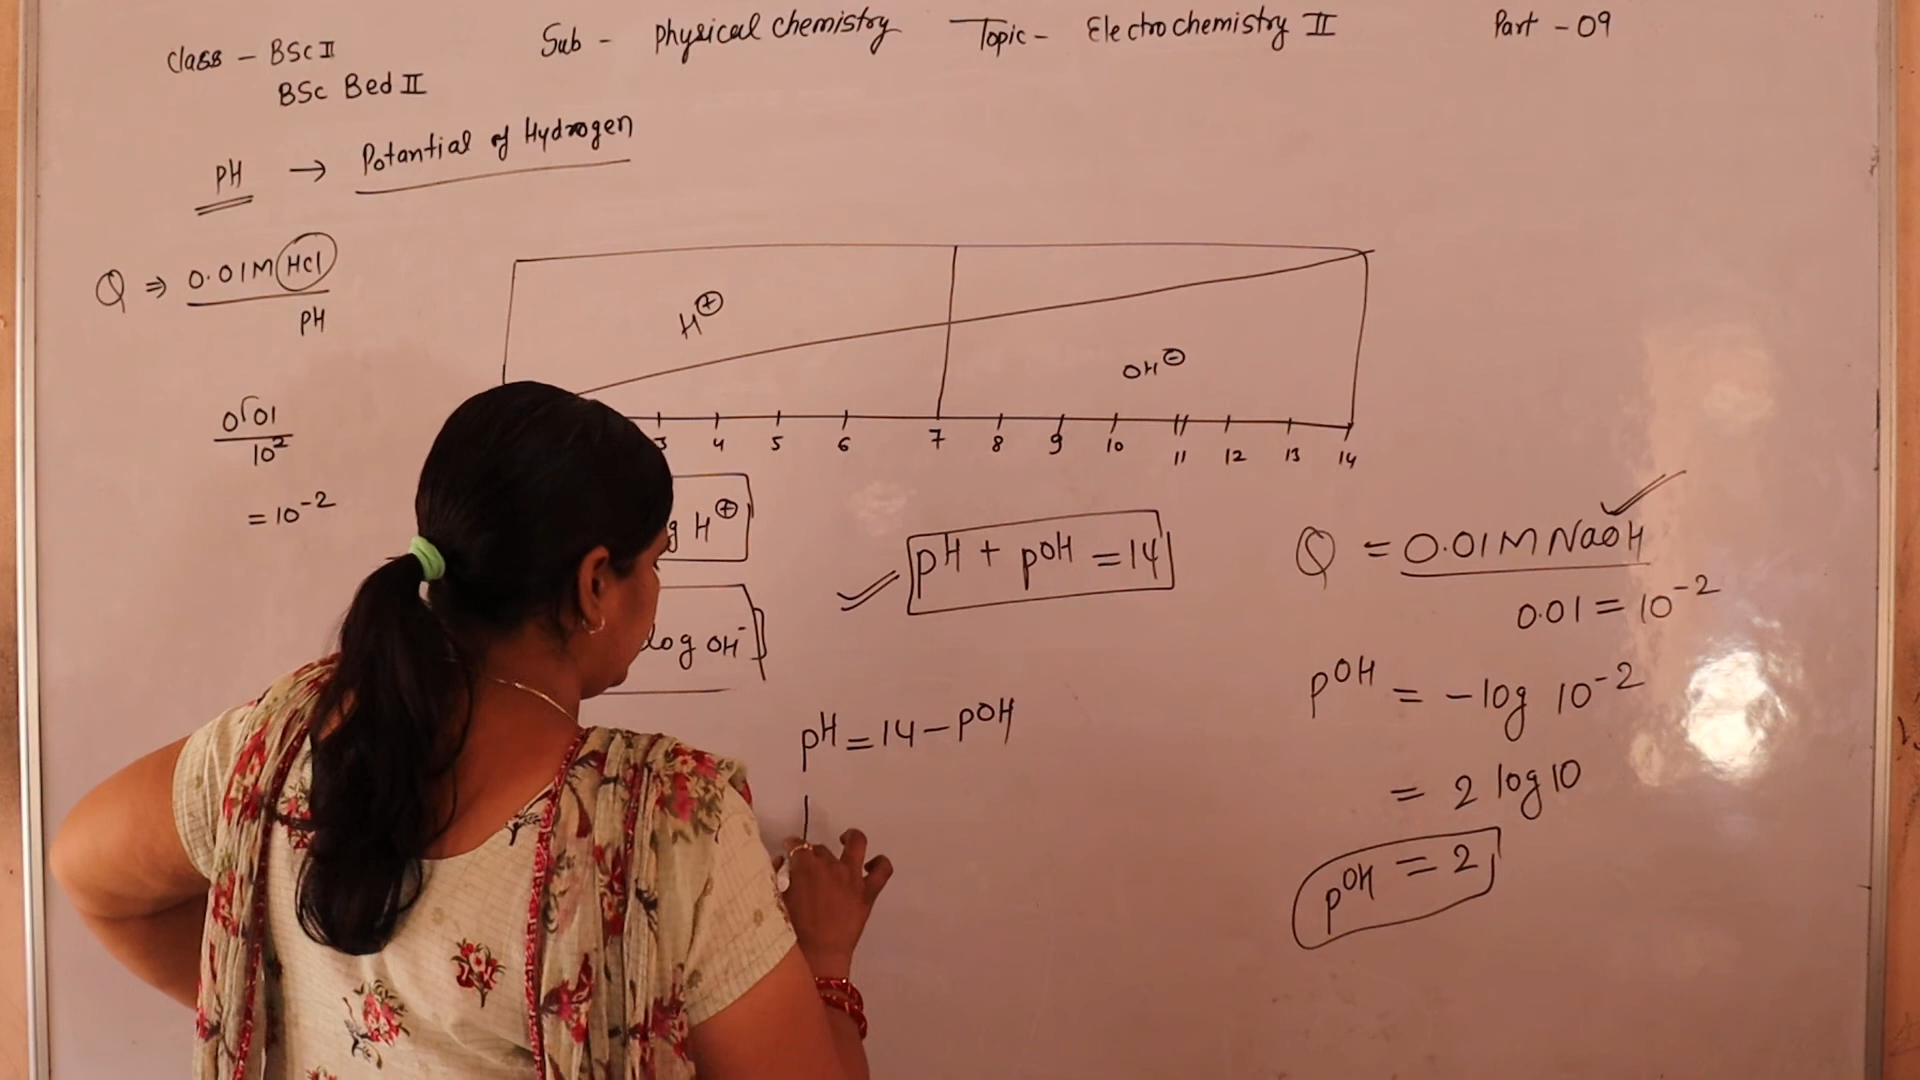 Class - BSc II
BSc Bed II
Sub - Physical chemistry
Topic - Electrochemistry II
Part - 09
PH → Potantial of Hydrogen
Q ⇒ 0.01M HCl
PH
H⊕
OH⊖
3 4 5 6 7 8 9 10 11 12 13 14
001
10²
= 10⁻²
g H⊕
log OH⁻
pH + pOH = 14
pH = 14 - pOH
Q = 0.01M NaOH
0.01 = 10⁻²
pOH = -log 10⁻²
= 2 log 10
pOH = 2